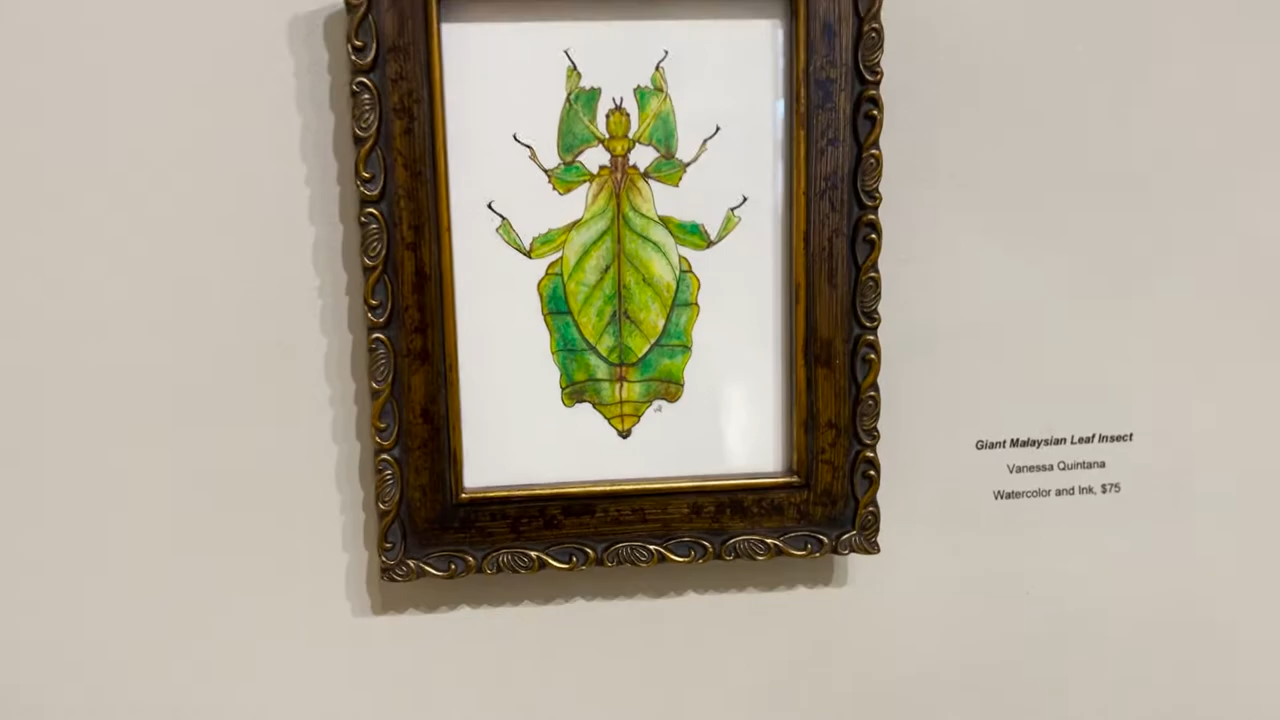 Giant Malaysian Leaf Insect
Vanessa Quintana
Watercolor and Ink, $75